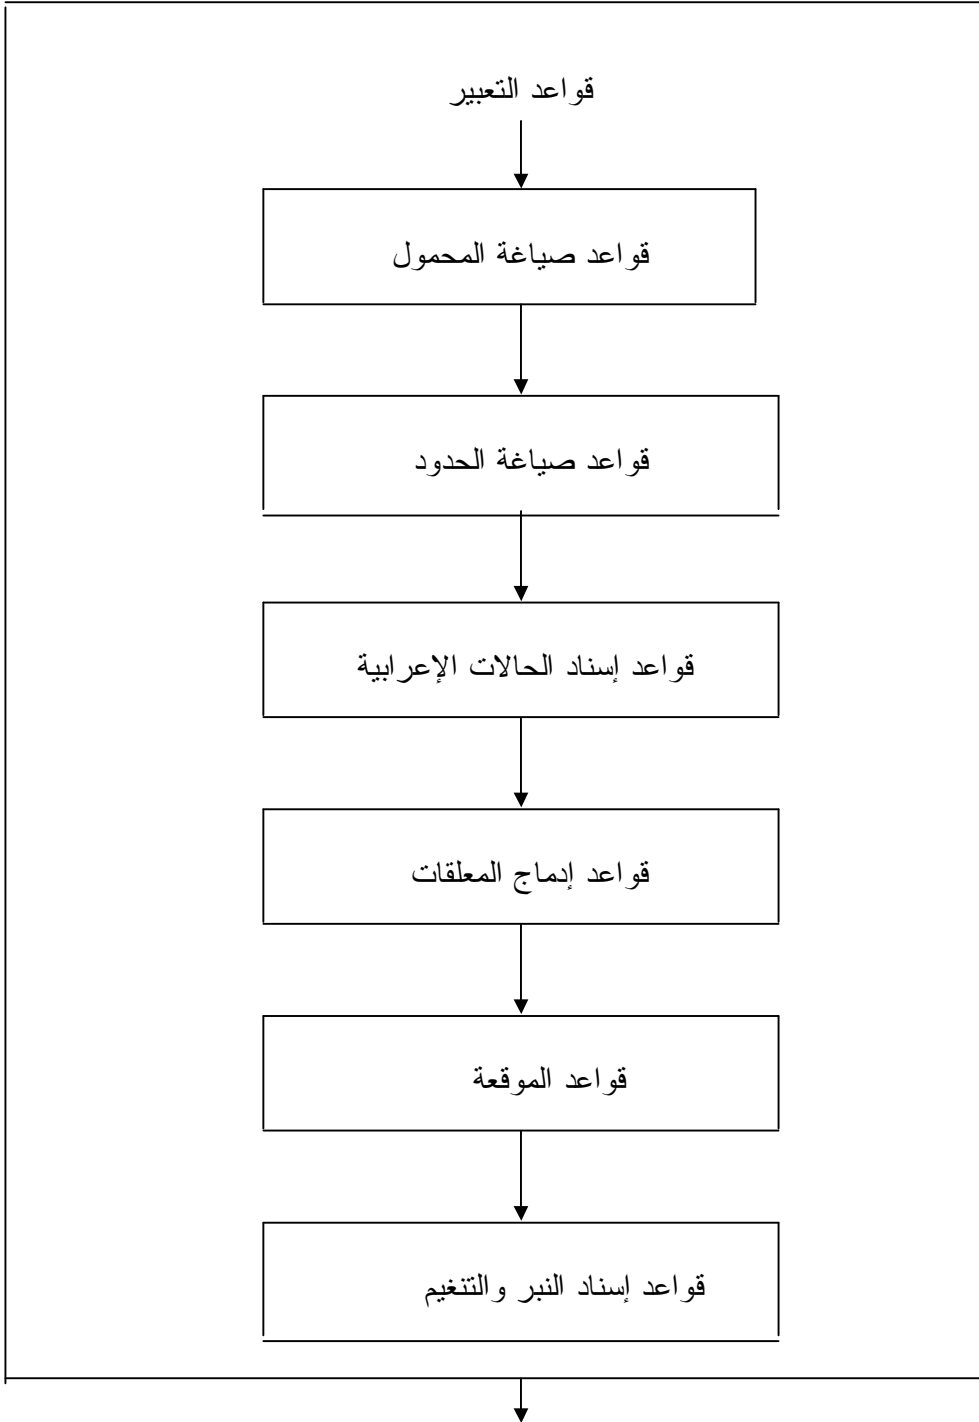 قواعد التعبير
قواعد صياغة المحمول
قواعد صياغة الحدود
قواعد إسناد الحالات الإعرابية
قواعد إدماج المعلقات
قواعد الموقعة
قواعد إسناد النبر والتنغيم